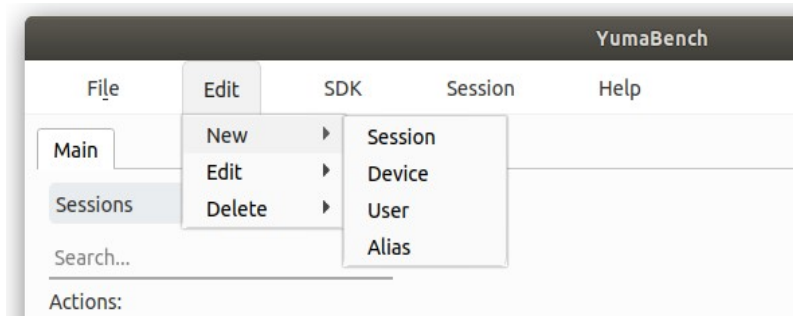 YumaBench
File Edit SDK Session Help
Main
New
Edit
Delete
Session
Device
User
Alias
Sessions
Search...
Actions: